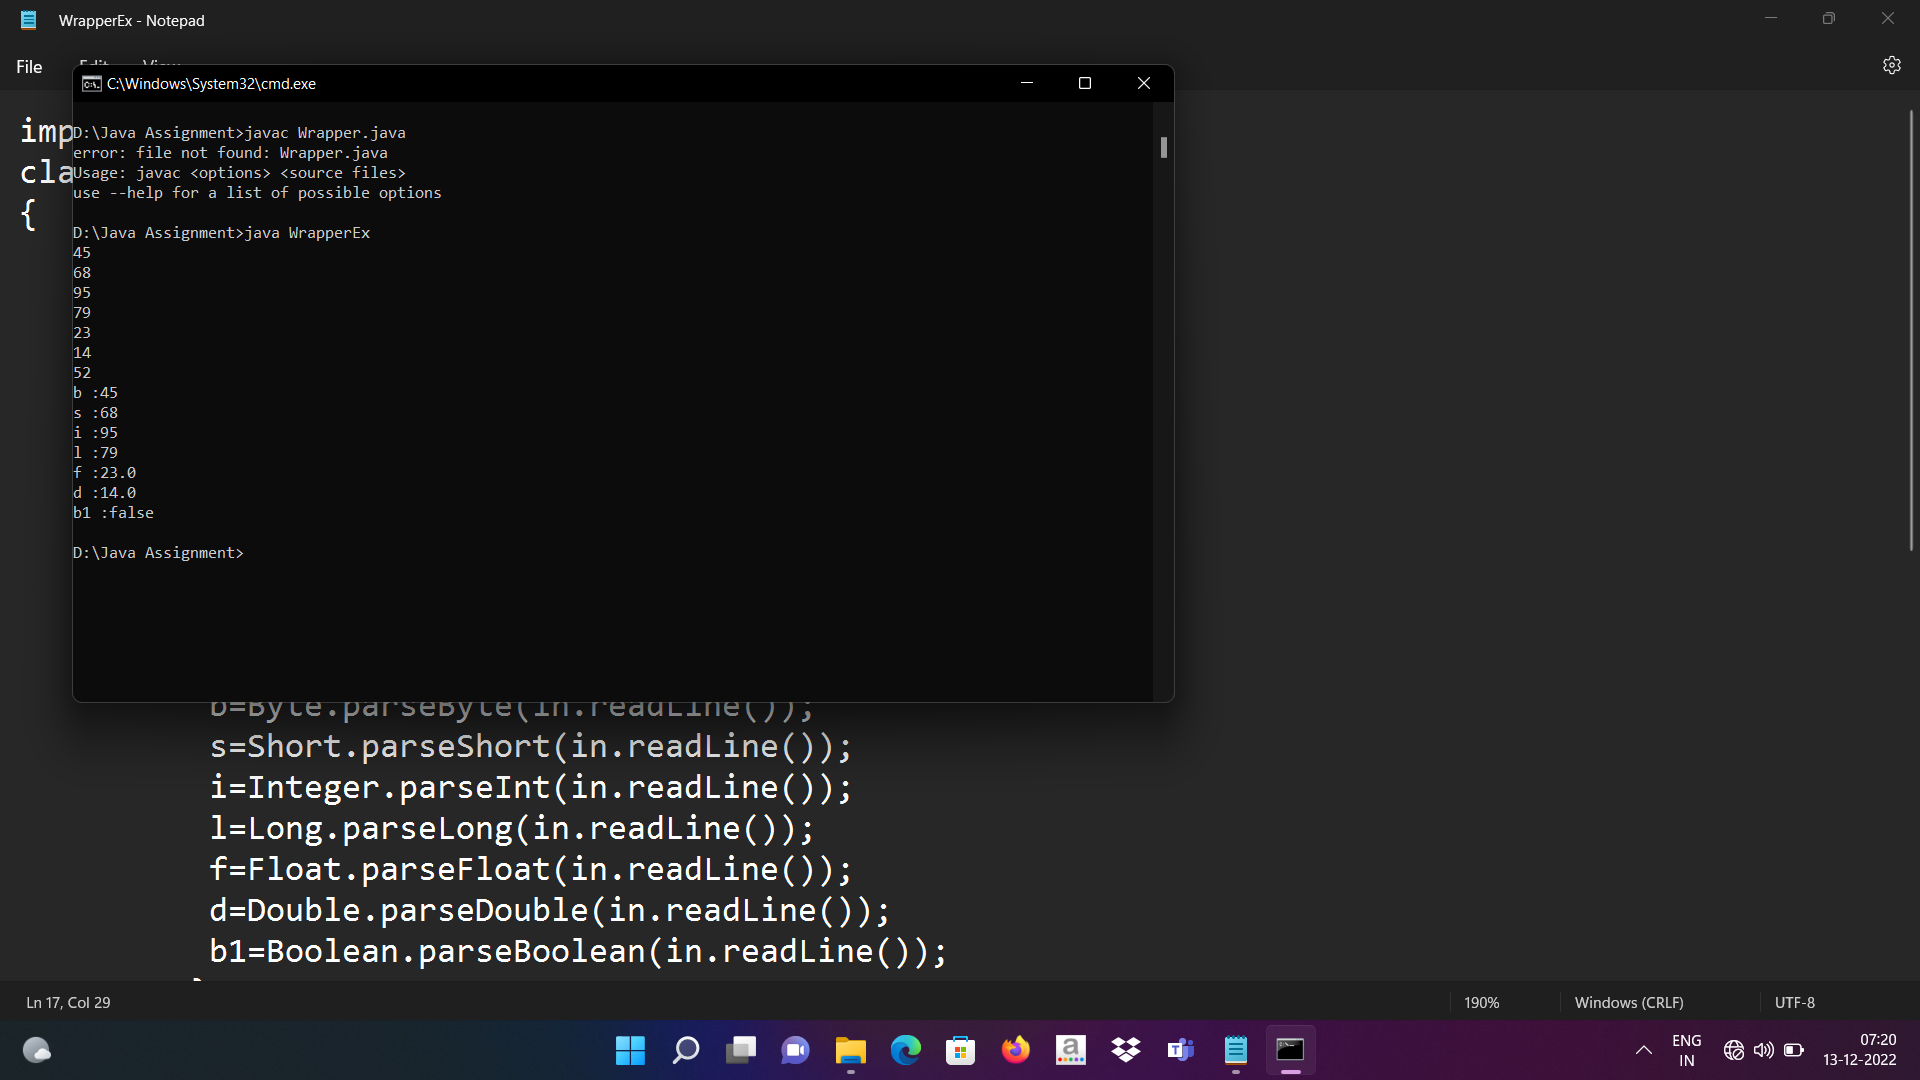 WrapperEx - Notepad
File
C:\Windows\System32\cmd.exe
D:\Java Assignment>javac Wrapper.java
error: file not found: Wrapper.java
Usage: javac <options> <source files>
use --help for a list of possible options
D:\Java Assignment>java WrapperEx
45
68
95
79
23
14
52
b :45
s :68
i :95
l :79
f :23.0
d :14.0
b1 :false
D:\Java Assignment>
imp
cla
{
b=Byte.parseByte(in.readLine());
s=Short.parseShort(in.readLine());
i=Integer.parseInt(in.readLine());
l=Long.parseLong(in.readLine());
f=Float.parseFloat(in.readLine());
d=Double.parseDouble(in.readLine());
b1=Boolean.parseBoolean(in.readLine());
Ln 17, Col 29
190%
Windows (CRLF)
UTF-8
ENG
IN
07:20
13-12-2022